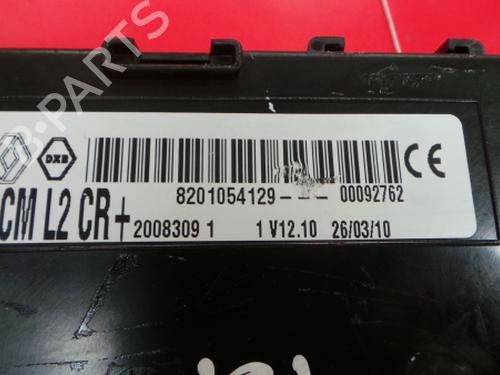 DXB
8201054129--- 00092762
CM L2 CR+ 2008309 1 1 V12.10 26/03/10
CE
B-PARTS